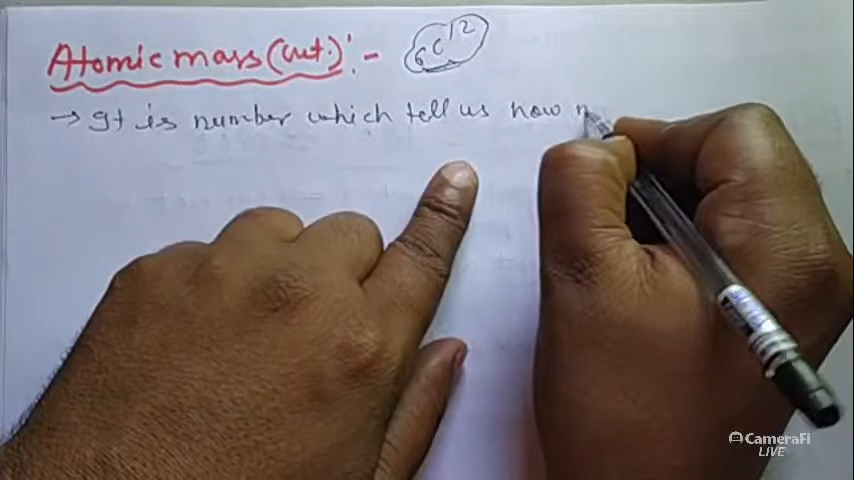 Atomic mass (wt.) :- 6C12
→ It is number which tell us how m
CameraFi
LIVE